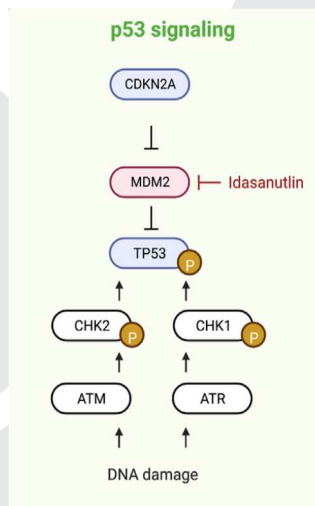 p53 signaling
CDKN2A
MDM2
Idasanutlin
TP53
P
CHK2
P
CHK1
P
ATM
ATR
DNA damage